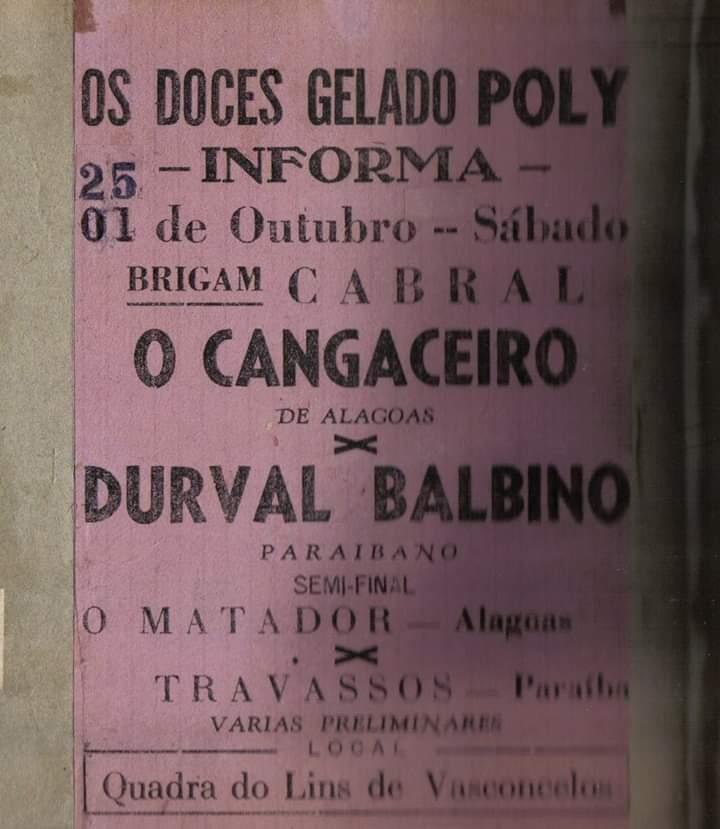 OS DOCES GELADO POLY
– INFORMA –
25
01 de Outubro -- Sábado
BRIGAM CABRAL
O CANGACEIRO
DE ALAGOAS
X
DURVAL BALBINO
PARAIBANO
SEMI-FINAL
O MATADOR — Alagoas
X
TRAVASSOS — Paraíba
VARIAS PRELIMINARES
LOCAL
Quadra do Lins de Vasconcelos